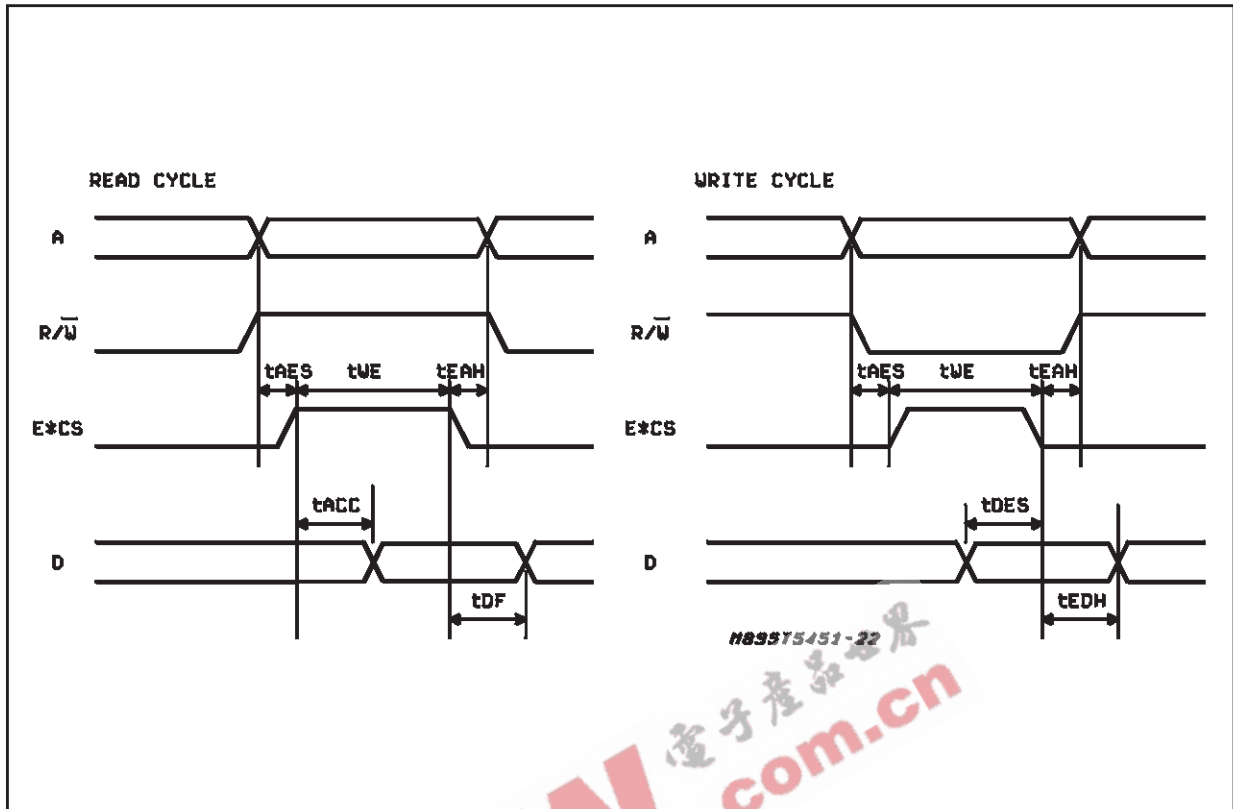 READ CYCLE
A
R/W̅
tAES tWE tEAH
E*CS
tACC
D
tDF
WRITE CYCLE
A
R/W̅
tAES tWE tEAH
E*CS
tDES
D
tEDH
M89ST5451-22
電子產品世界
.com.cn